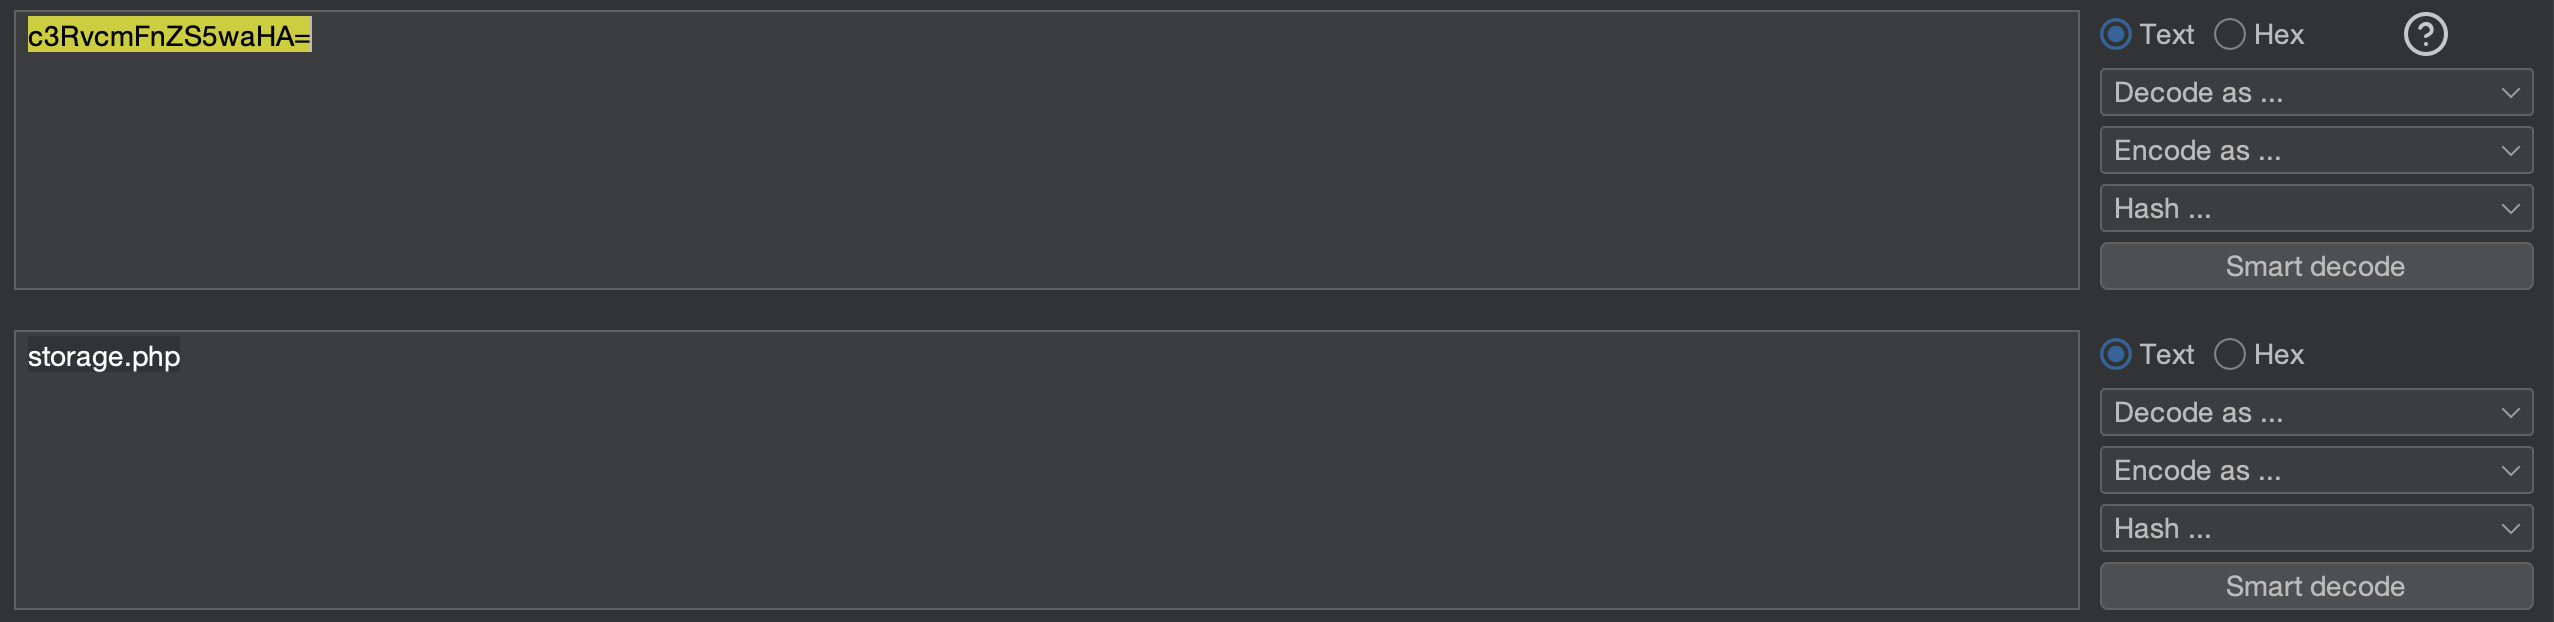 c3RvcmFnZS5waHA=
Text Hex ?
Decode as ...
Encode as ...
Hash ...
Smart decode
storage.php
Text Hex
Decode as ...
Encode as ...
Hash ...
Smart decode